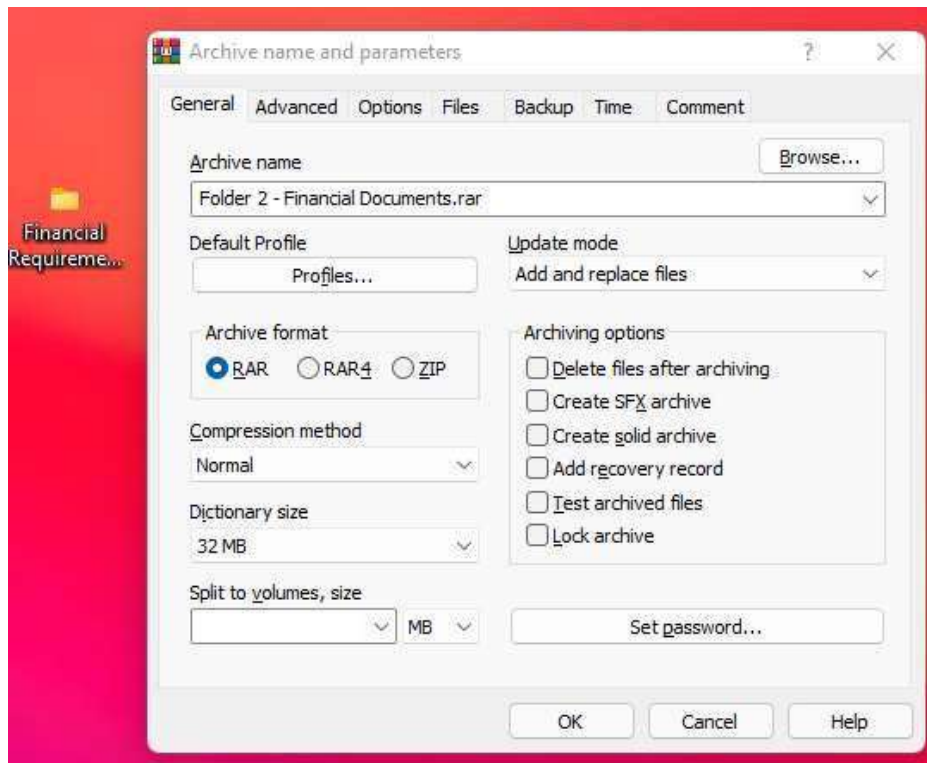 Archive name and parameters
General Advanced Options Files Backup Time Comment
Archive name
Browse...
Folder 2 - Financial Documents.rar
Financial
Requireme...
Default Profile
Profiles...
Update mode
Add and replace files
Archive format
RAR RAR4 ZIP
Compression method
Normal
Dictionary size
32 MB
Split to volumes, size
MB
Archiving options
Delete files after archiving
Create SFX archive
Create solid archive
Add recovery record
Test archived files
Lock archive
Set password...
OK Cancel Help